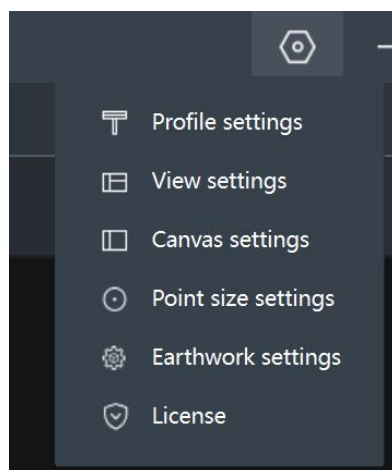 Profile settings
View settings
Canvas settings
Point size settings
Earthwork settings
License